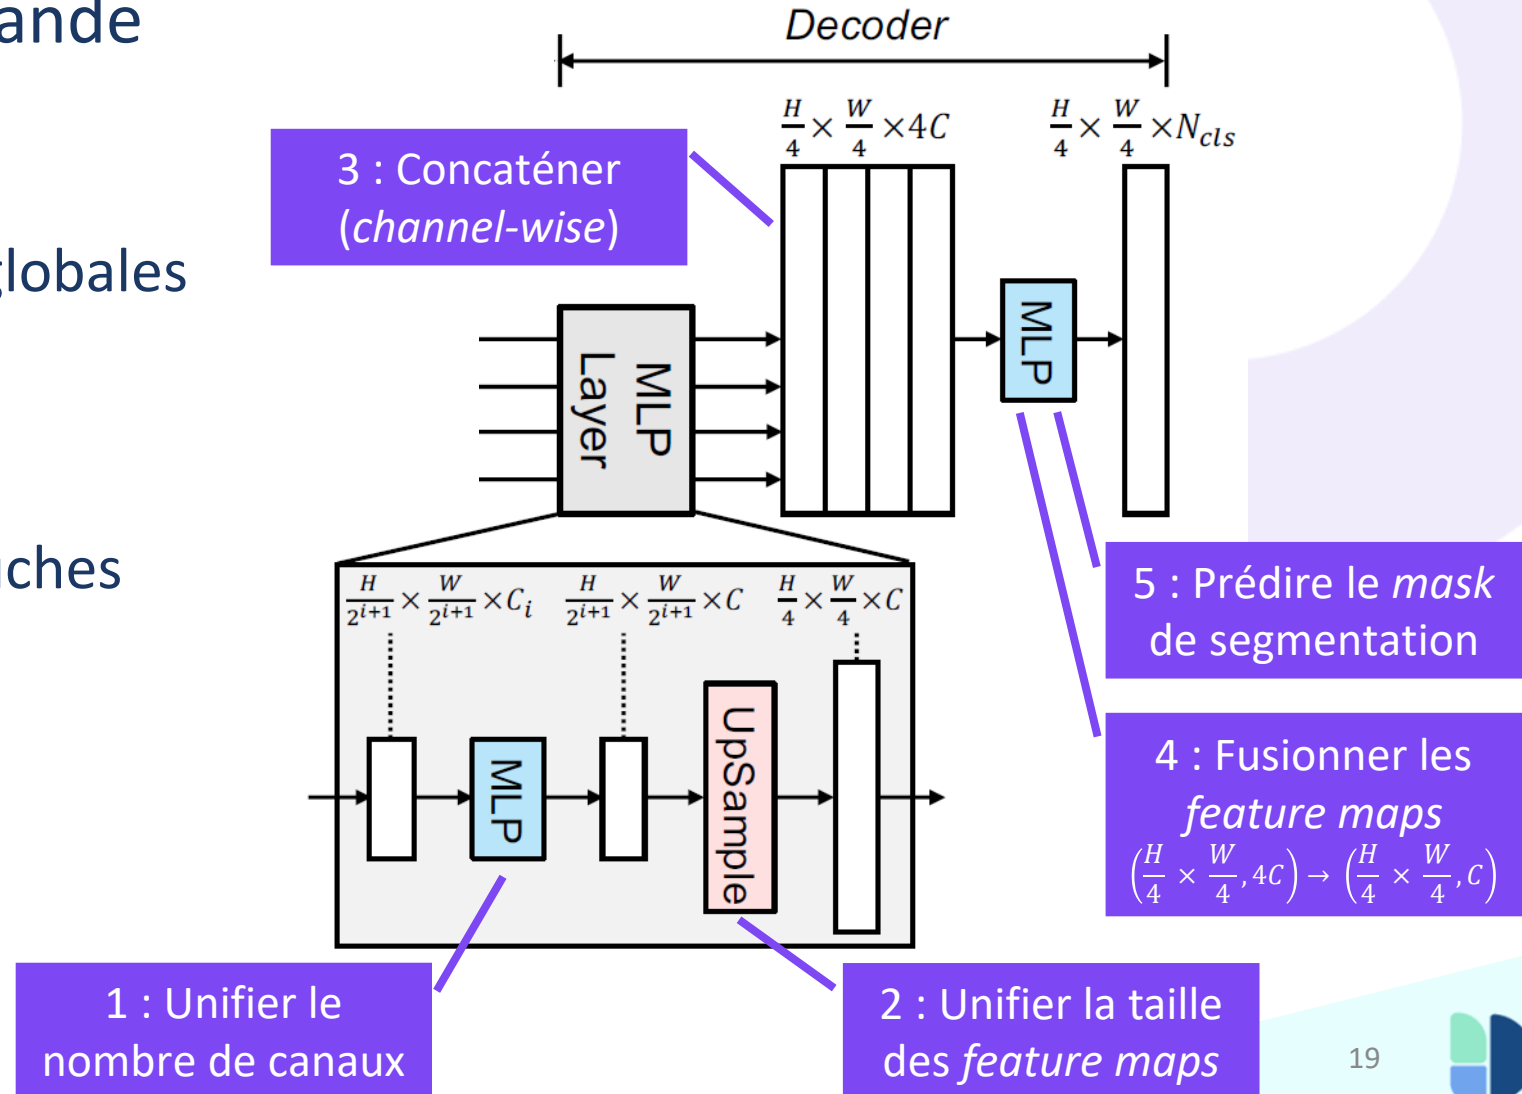 ande
globales
uches
Decoder
H/4 × W/4 × 4C
H/4 × W/4 × N_cls
3 : Concaténer
(channel-wise)
MLP
Layer
MLP
H/2^{i+1} × W/2^{i+1} × C_i
H/2^{i+1} × W/2^{i+1} × C
H/4 × W/4 × C
MLP
UpSample
5 : Prédire le mask
de segmentation
4 : Fusionner les
feature maps
(H/4 × W/4, 4C) → (H/4 × W/4, C)
1 : Unifier le
nombre de canaux
2 : Unifier la taille
des feature maps
19